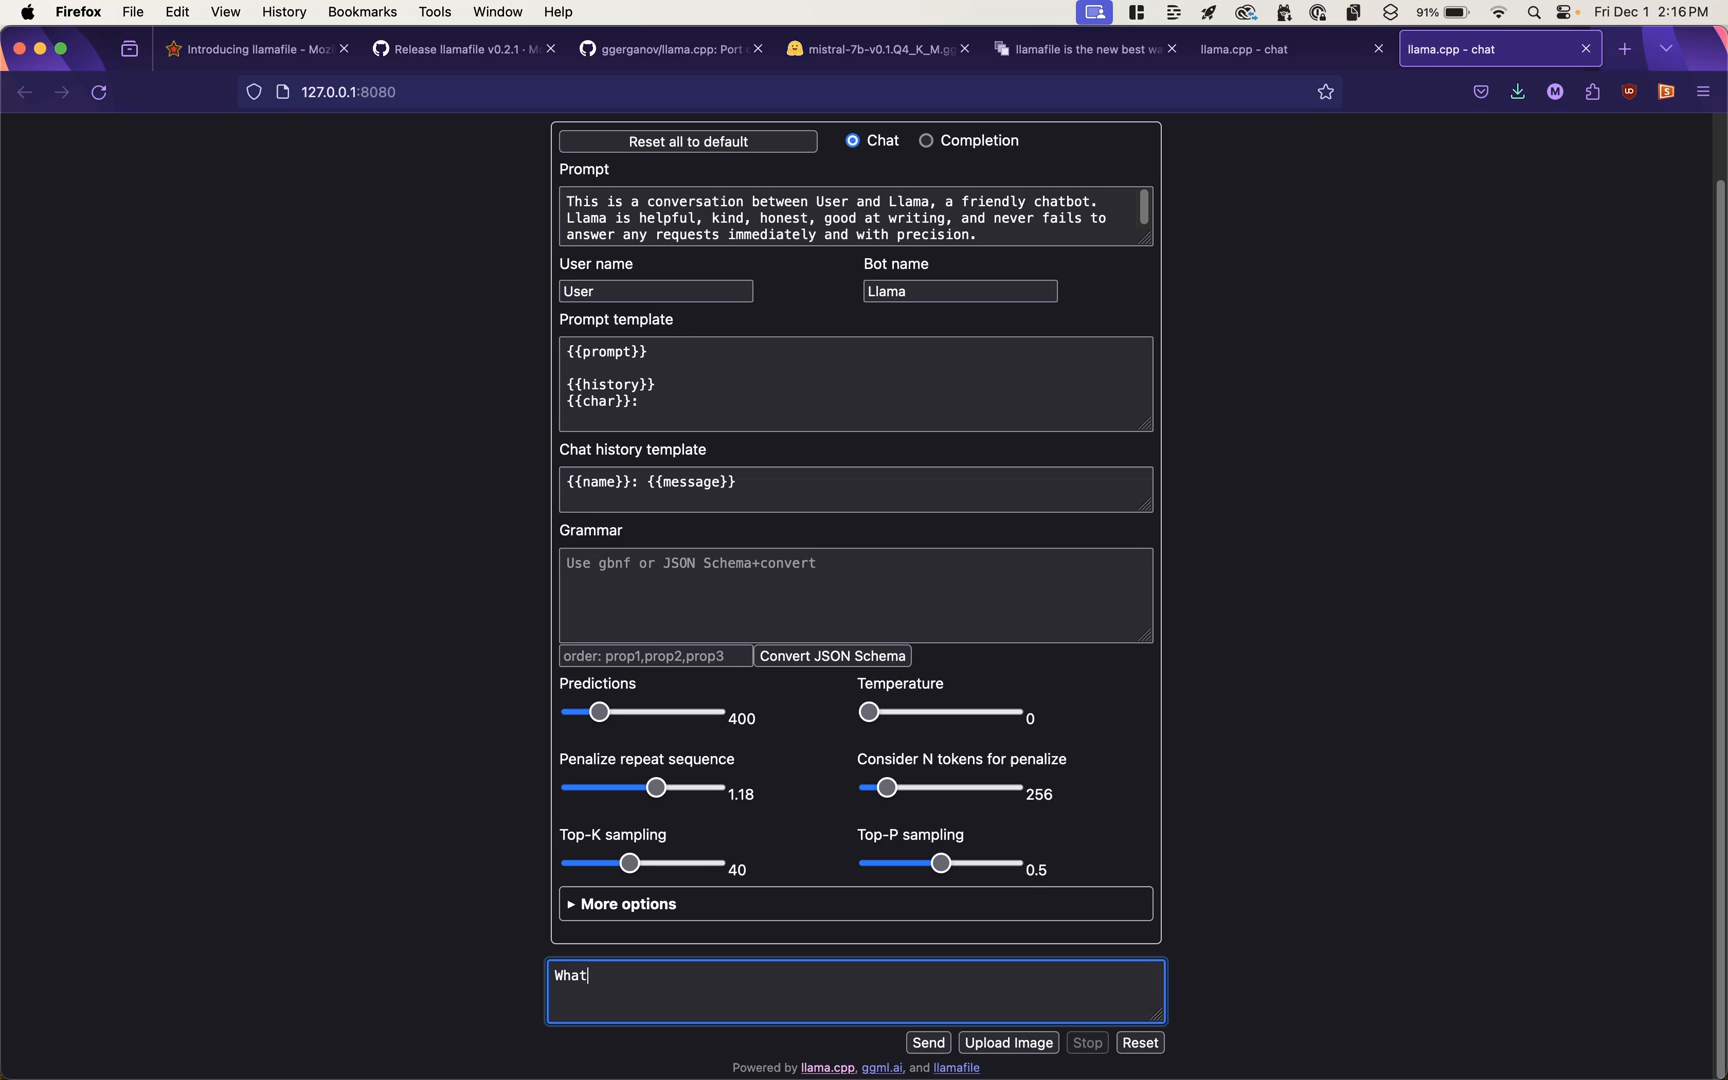 Firefox File Edit View History Bookmarks Tools Window Help 91% Fri Dec 1 2:16 PM
Introducing llamafile - Mozi Release llamafile v0.2.1 · Mo ggerganov/llama.cpp: Port o mistral-7b-v0.1.Q4_K_M.gg llamafile is the new best wa llama.cpp - chat llama.cpp - chat
127.0.0.1:8080
Reset all to default Chat Completion
Prompt
This is a conversation between User and Llama, a friendly chatbot.
Llama is helpful, kind, honest, good at writing, and never fails to
answer any requests immediately and with precision.
User name Bot name
User Llama
Prompt template
{{prompt}}
{{history}}
{{char}}:
Chat history template
{{name}}: {{message}}
Grammar
Use gbnf or JSON Schema+convert
order: prop1,prop2,prop3 Convert JSON Schema
Predictions Temperature
400 0
Penalize repeat sequence Consider N tokens for penalize
1.18 256
Top-K sampling Top-P sampling
40 0.5
More options
What
Send Upload Image Stop Reset
Powered by llama.cpp, ggml.ai, and llamafile